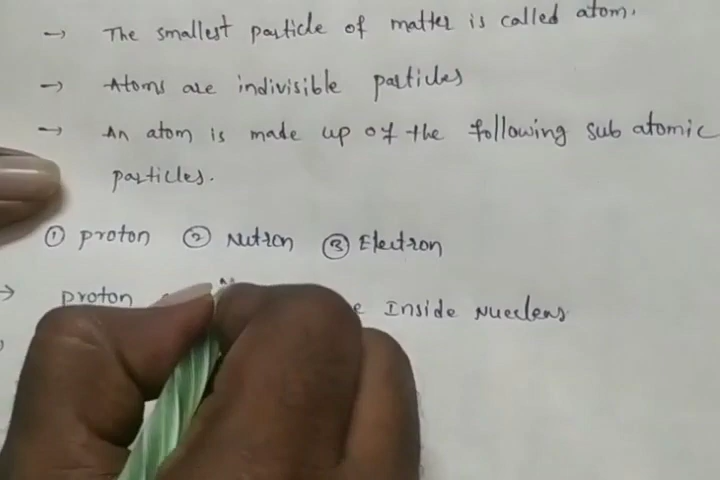 → The smallest particle of matter is called atom.
→ Atoms are indivisible particles
→ An atom is made up of the following sub atomic
particles.
① proton ② Nutron ③ Electron
→ proton Inside Nucleus